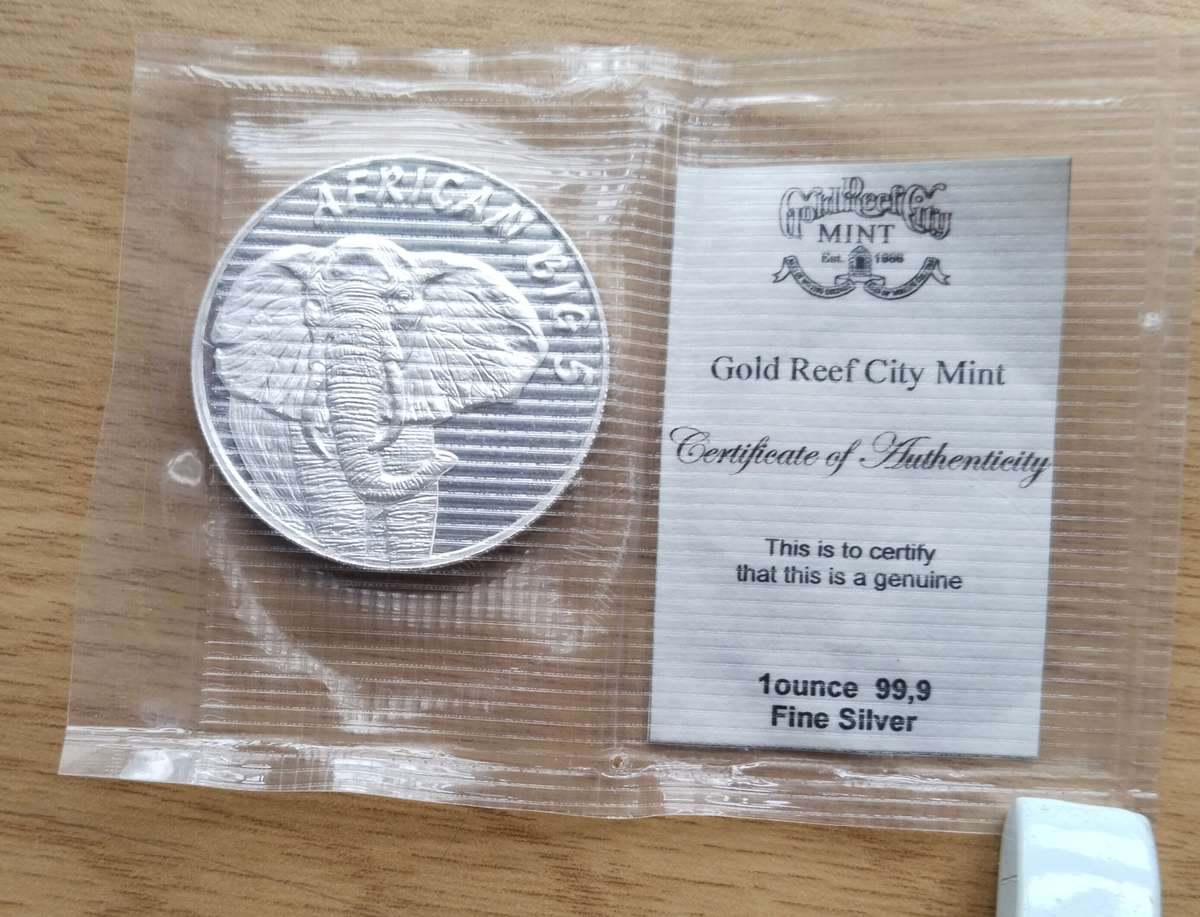 AFRICAN BIG 5
Gold Reef City
MINT
Est. 1986
Gold Reef City Mint
Certificate of Authenticity
This is to certify
that this is a genuine
1ounce 99,9
Fine Silver